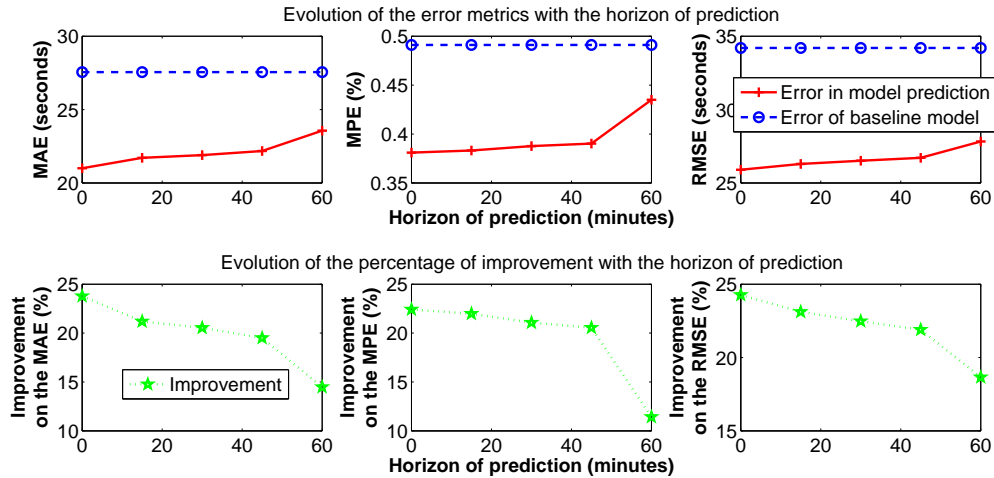 Evolution of the error metrics with the horizon of prediction
30
25
20
MAE (seconds)
0 20 40 60
0.5
0.45
0.4
0.35
MPE (%)
0 20 40 60
Horizon of prediction (minutes)
35
30
25
RMSE (seconds)
Error in model prediction
Error of baseline model
0 20 40 60
Evolution of the percentage of improvement with the horizon of prediction
25
20
15
10
Improvement
on the MAE (%)
Improvement
0 20 40 60
25
20
15
10
Improvement
on the MPE (%)
0 20 40 60
Horizon of prediction (minutes)
25
20
15
Improvement
on the RMSE (%)
0 20 40 60